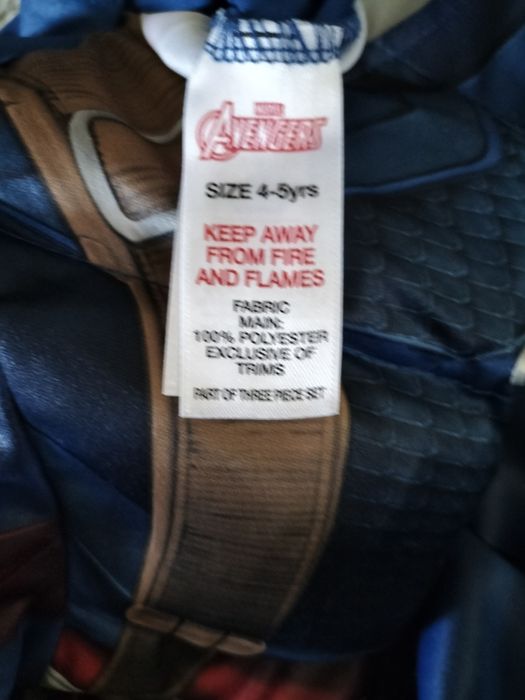 MARVEL
AVENGERS
SIZE 4-5yrs
KEEP AWAY
FROM FIRE
AND FLAMES
FABRIC
MAIN:
100% POLYESTER
EXCLUSIVE OF
TRIMS
PART OF THREE PIECE SET